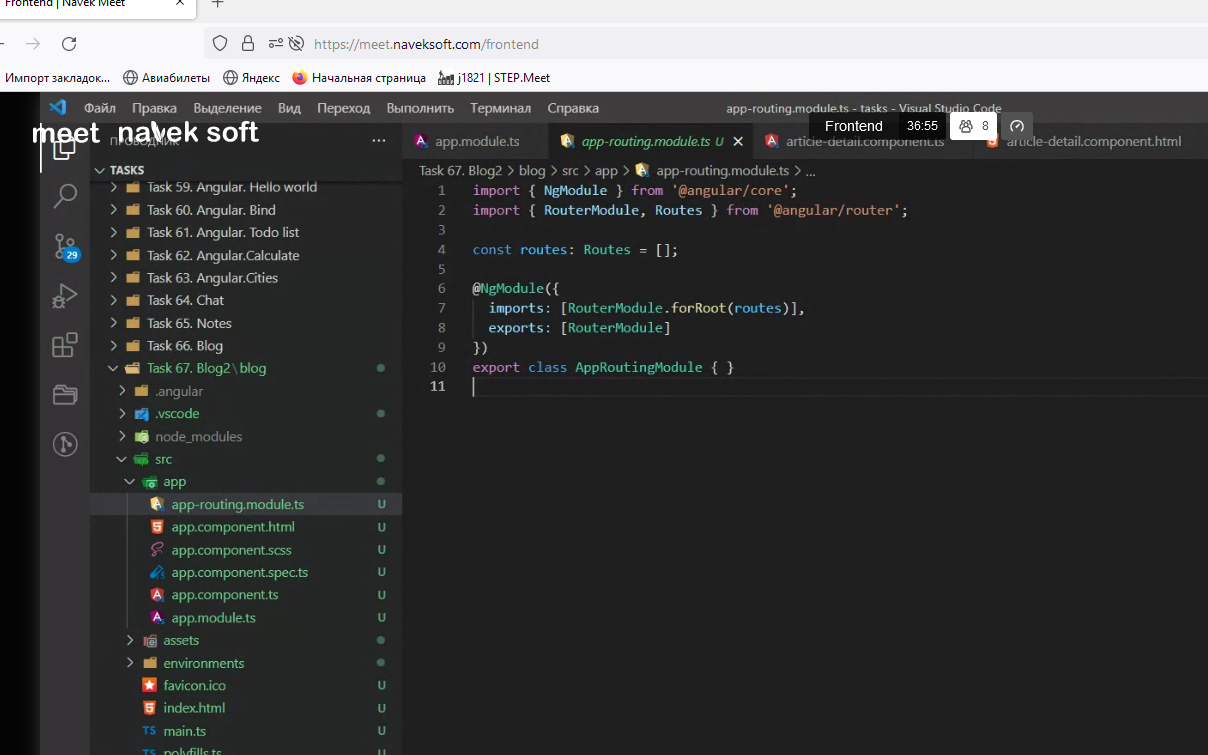 Frontend | Navek Meet
https://meet.naveksoft.com/frontend
Импорт закладок... Авиабилеты Яндекс Начальная страница j1821 | STEP.Meet
Файл Правка Выделение Вид Переход Выполнить Терминал Справка app-routing.module.ts - tasks - Visual Studio Code
meet navek soft
Frontend 36:55 8
ПРОВОДНИК ...
app.module.ts app-routing.module.ts U article-detail.component.ts article-detail.component.html
TASKS
Task 67. Blog2 > blog > src > app > app-routing.module.ts > ...
Task 59. Angular. Hello world
Task 60. Angular. Bind
Task 61. Angular. Todo list
Task 62. Angular.Calculate
Task 63. Angular.Cities
Task 64. Chat
Task 65. Notes
Task 66. Blog
Task 67. Blog2\blog
.angular
.vscode
node_modules
src
app
app-routing.module.ts U
app.component.html U
app.component.scss U
app.component.spec.ts U
app.component.ts U
app.module.ts U
assets
environments
favicon.ico U
index.html U
TS main.ts U
TS polyfills.ts U
29
1 import { NgModule } from '@angular/core';
2 import { RouterModule, Routes } from '@angular/router';
3
4 const routes: Routes = [];
5
6 @NgModule({
7 imports: [RouterModule.forRoot(routes)],
8 exports: [RouterModule]
9 })
10 export class AppRoutingModule { }
11